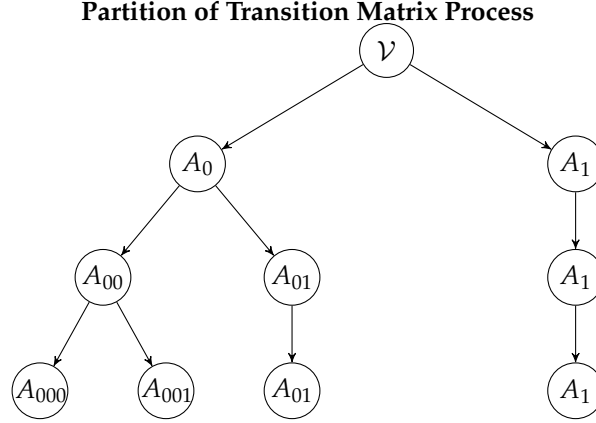 Partition of Transition Matrix Process
𝒱
A₀ A₁
A₀₀ A₀₁ A₁
A₀₀₀ A₀₀₁ A₀₁ A₁